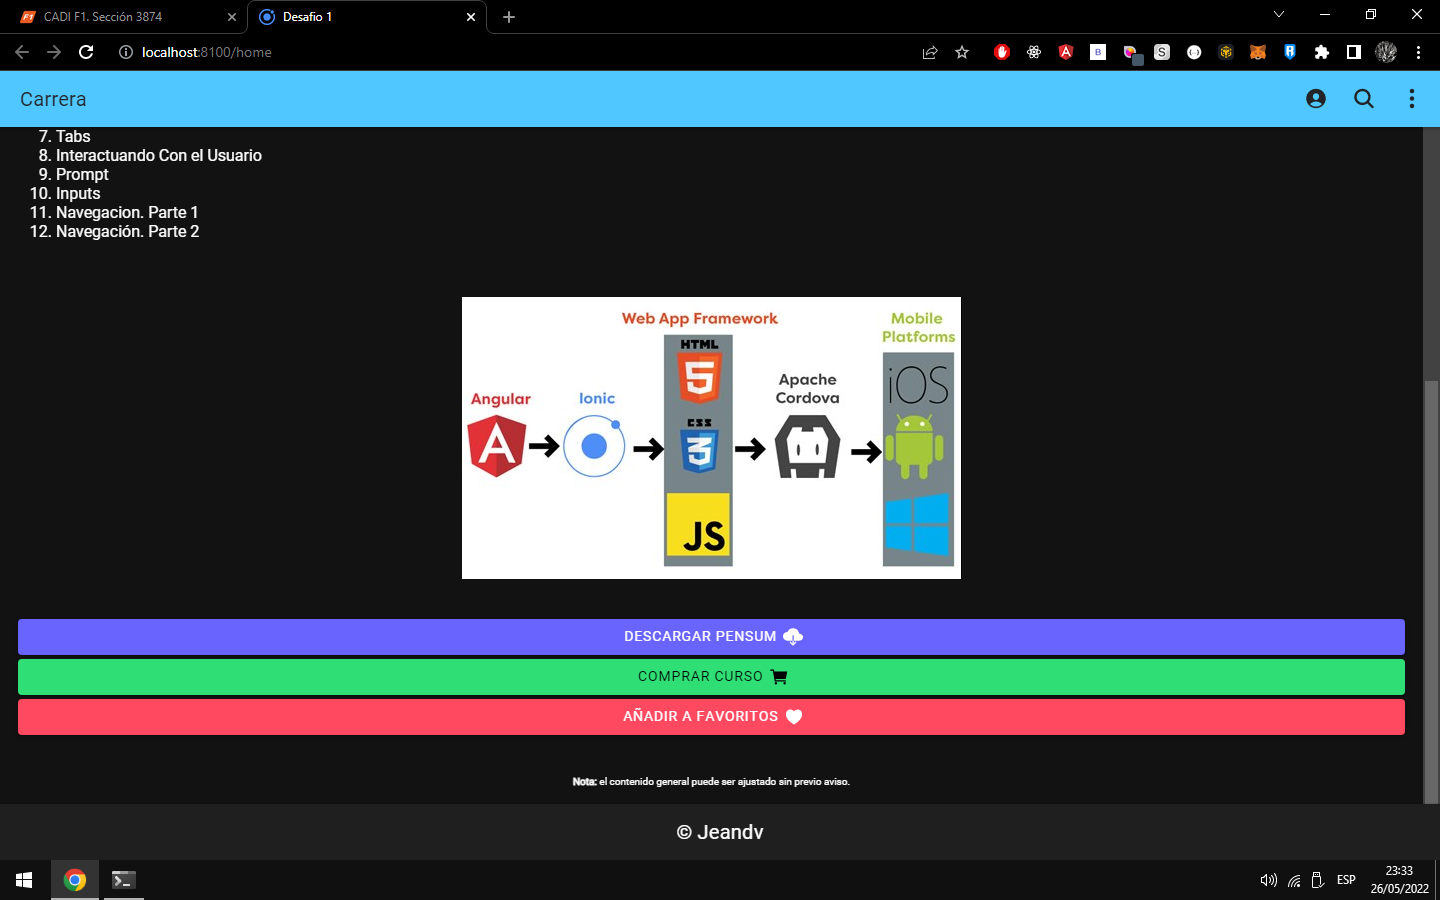 CADI F1. Sección 3874
Desafio 1
localhost:8100/home
Carrera
7. Tabs
8. Interactuando Con el Usuario
9. Prompt
10. Inputs
11. Navegacion. Parte 1
12. Navegación. Parte 2
Web App Framework
Mobile
Platforms
HTML
5
iOS
Apache
Cordova
Angular
Ionic
A
CSS
3
JS
DESCARGAR PENSUM
COMPRAR CURSO
AÑADIR A FAVORITOS
Nota: el contenido general puede ser ajustado sin previo aviso.
© Jeandv
ESP
23:33
26/05/2022